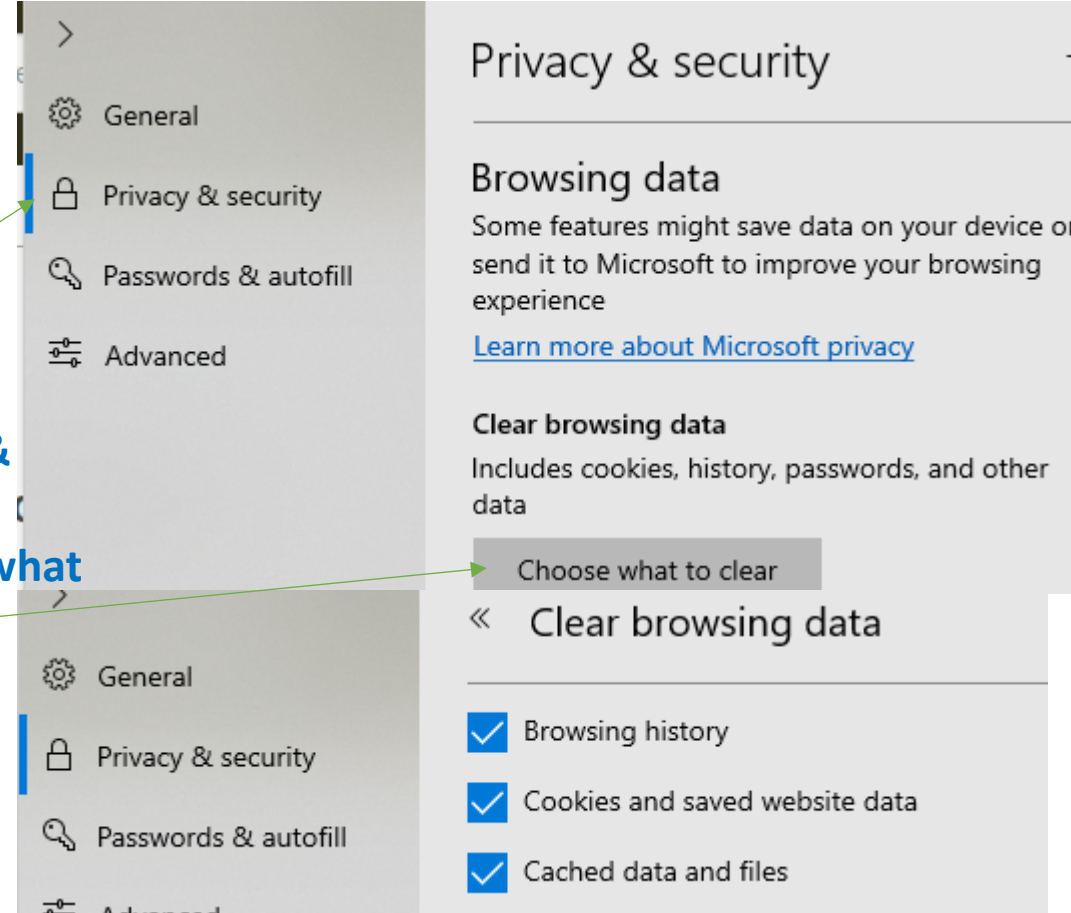 General
Privacy & security
Passwords & autofill
Advanced
&
what
Privacy & security
Browsing data
Some features might save data on your device or
send it to Microsoft to improve your browsing
experience
Learn more about Microsoft privacy
Clear browsing data
Includes cookies, history, passwords, and other
data
Choose what to clear
General
Privacy & security
Passwords & autofill
Advanced
« Clear browsing data
Browsing history
Cookies and saved website data
Cached data and files